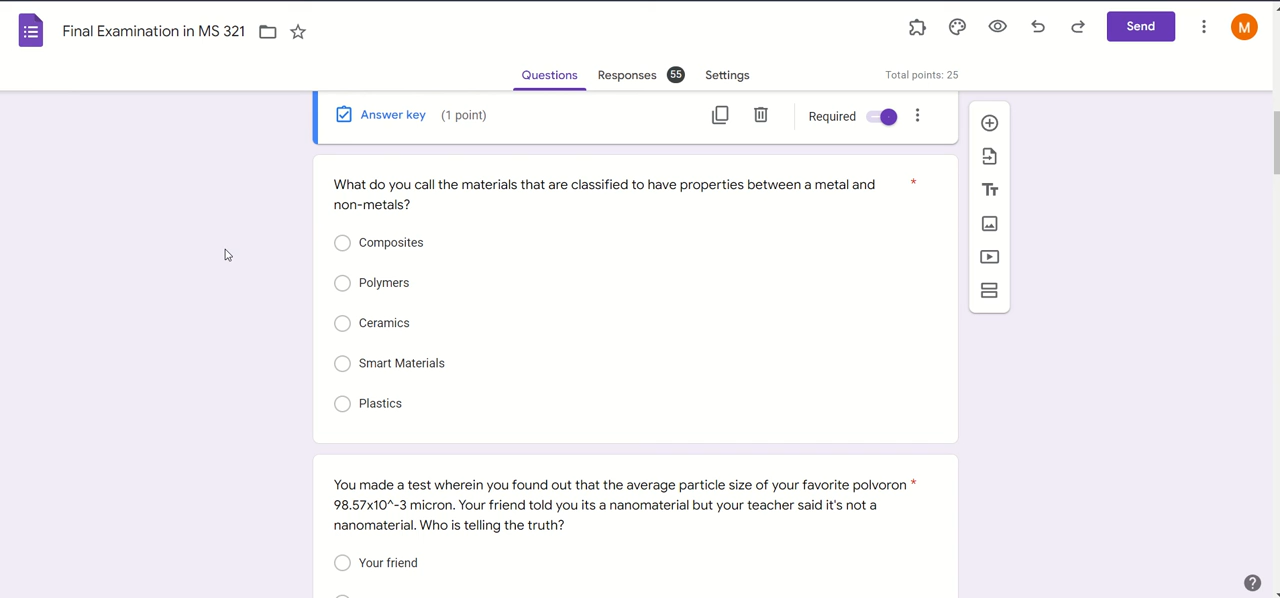 Final Examination in MS 321
Send
M
Questions
Responses 55
Settings
Total points: 25
Answer key (1 point)
Required
What do you call the materials that are classified to have properties between a metal and *
non-metals?
Composites
Polymers
Ceramics
Smart Materials
Plastics
You made a test wherein you found out that the average particle size of your favorite polvoron *
98.57x10^-3 micron. Your friend told you its a nanomaterial but your teacher said it's not a
nanomaterial. Who is telling the truth?
Your friend